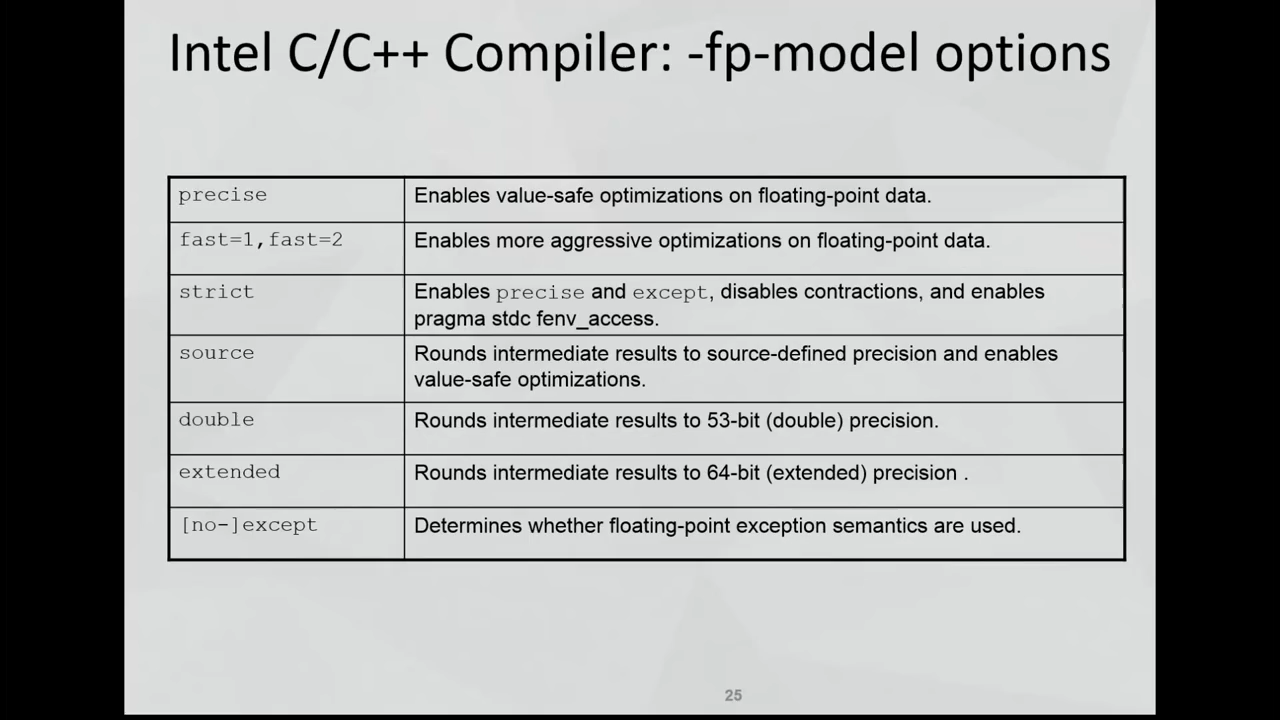 Intel C/C++ Compiler: -fp-model options
precise
Enables value-safe optimizations on floating-point data.
fast=1,fast=2
Enables more aggressive optimizations on floating-point data.
strict
Enables precise and except, disables contractions, and enables
pragma stdc fenv_access.
source
Rounds intermediate results to source-defined precision and enables
value-safe optimizations.
double
Rounds intermediate results to 53-bit (double) precision.
extended
Rounds intermediate results to 64-bit (extended) precision .
[no-]except
Determines whether floating-point exception semantics are used.
25